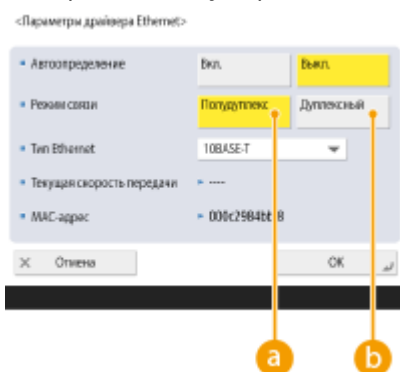 <Параметры драйвера Ethernet>
Автоопределение Вкл. Выкл.
Режим связи Полудуплекс Дуплексный
Тип Ethernet 10BASE-T
Текущая скорость передачи ----
MAC-адрес
× Отмена OK
a b